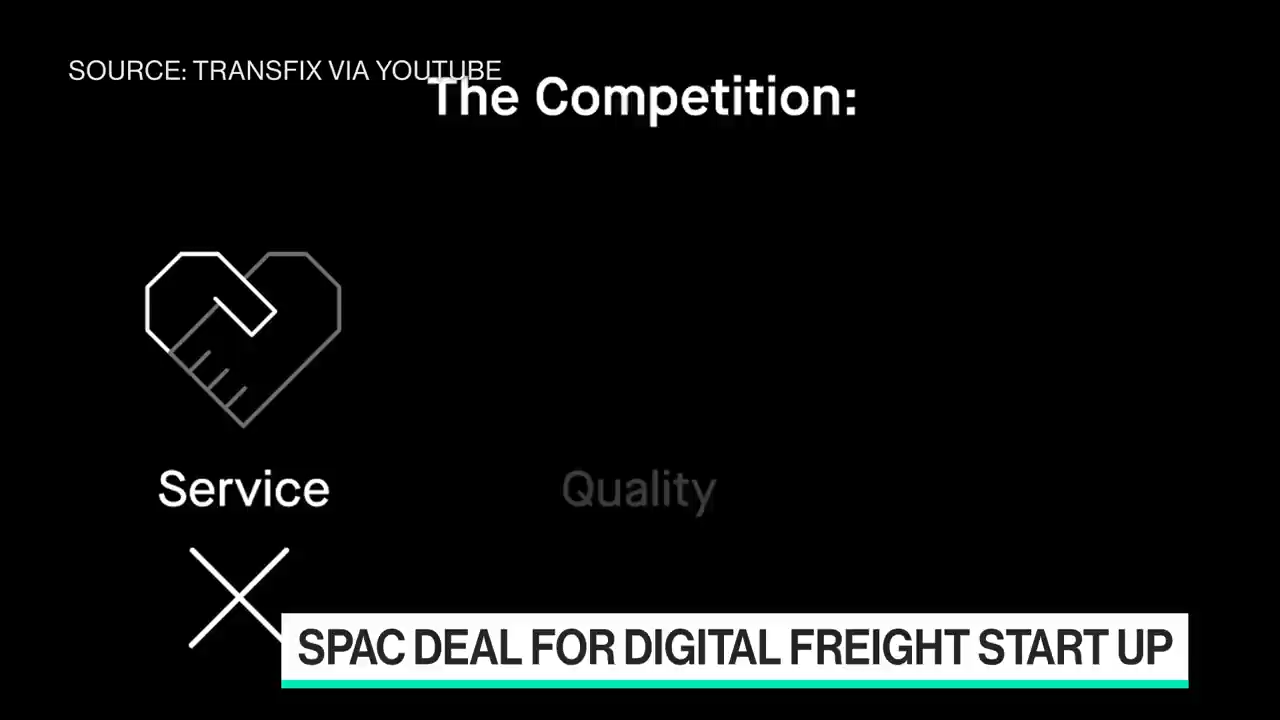 SOURCE: TRANSFIX VIA YOUTUBE
The Competition:
Service
Quality
SPAC DEAL FOR DIGITAL FREIGHT START UP